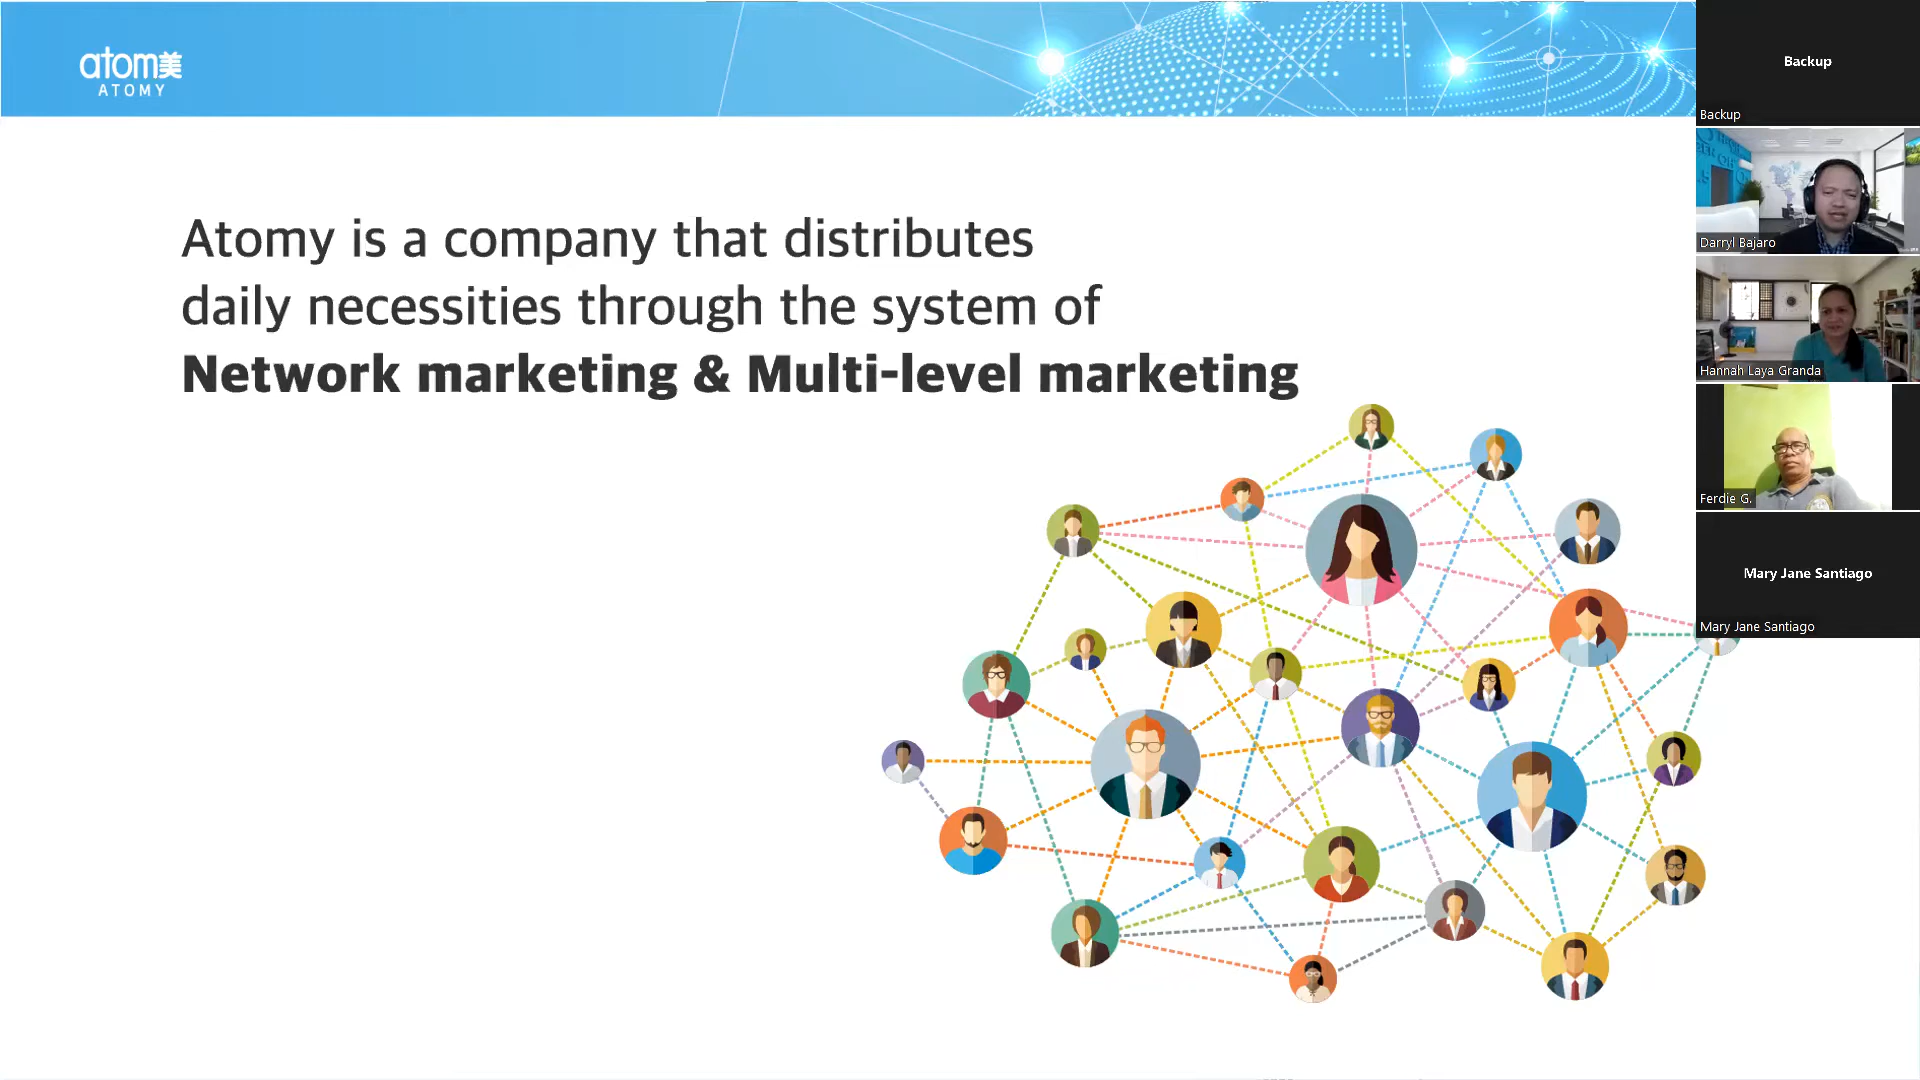 atom美
ATOMY
Atomy is a company that distributes
daily necessities through the system of
Network marketing & Multi-level marketing
Backup
Backup
Darryl Bajaro
Hannah Laya Granda
Ferdie G.
Mary Jane Santiago
Mary Jane Santiago